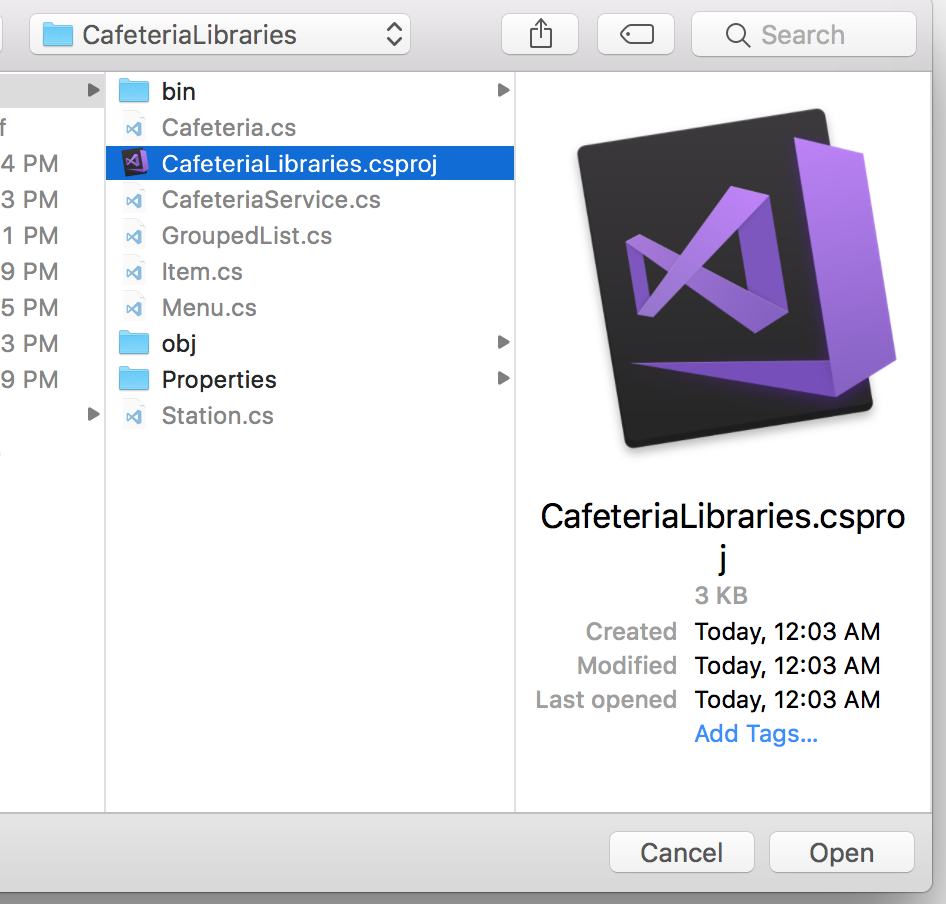 CafeteriaLibraries
Search
f
4 PM
3 PM
1 PM
9 PM
5 PM
3 PM
9 PM
bin
Cafeteria.cs
CafeteriaLibraries.csproj
CafeteriaService.cs
GroupedList.cs
Item.cs
Menu.cs
obj
Properties
Station.cs
CafeteriaLibraries.cspro
j
3 KB
Created Today, 12:03 AM
Modified Today, 12:03 AM
Last opened Today, 12:03 AM
Add Tags...
Cancel
Open